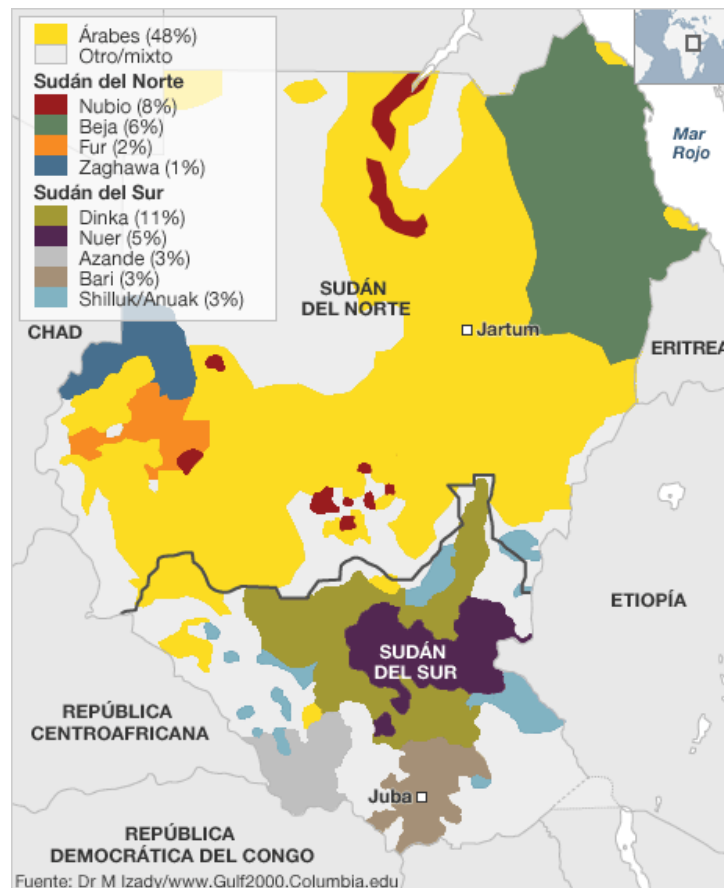 Árabes (48%)
Otro/mixto
Sudán del Norte
Nubio (8%)
Beja (6%)
Fur (2%)
Zaghawa (1%)
Sudán del Sur
Dinka (11%)
Nuer (5%)
Azande (3%)
Bari (3%)
Shilluk/Anuak (3%)
Mar
Rojo
SUDÁN
DEL NORTE
CHAD
Jartum
ERITREA
ETIOPÍA
SUDÁN
DEL SUR
REPÚBLICA
CENTROAFRICANA
Juba
REPÚBLICA
DEMOCRÁTICA DEL CONGO
Fuente: Dr M Izady/www.Gulf2000.Columbia.edu